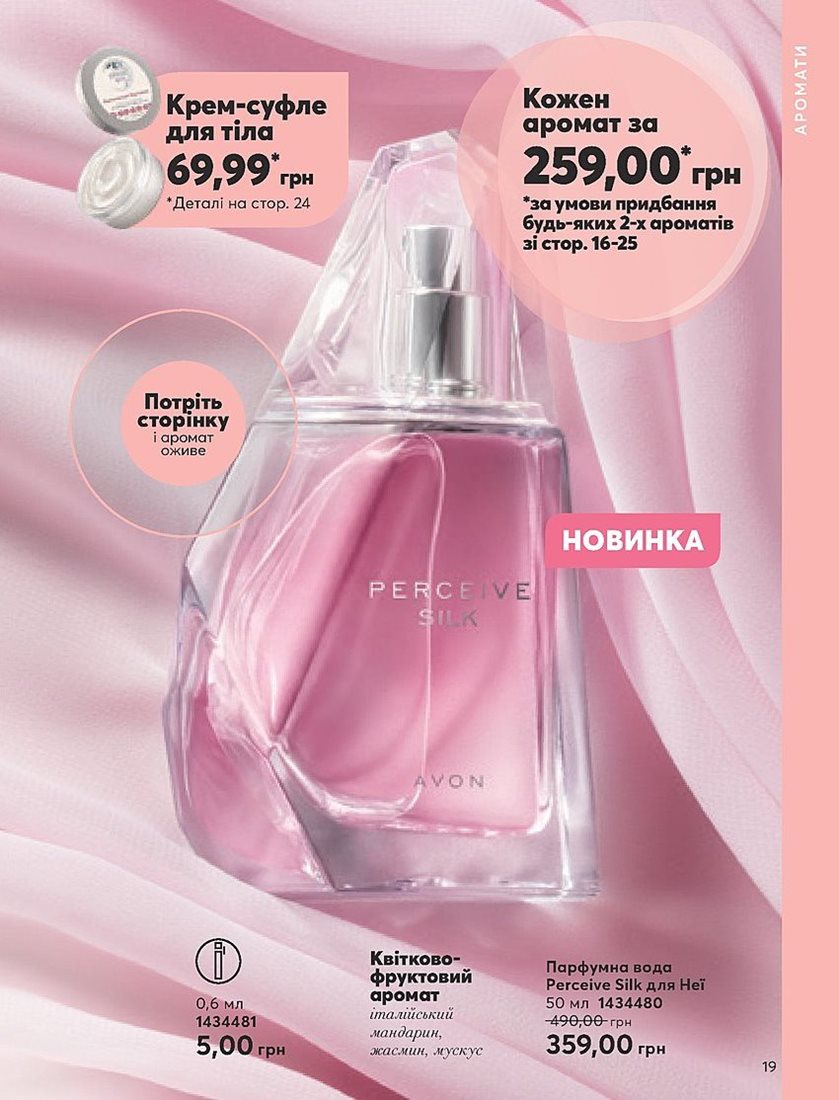 АРОМАТИ
Крем-суфле
для тіла
69,99* грн
*Деталі на стор. 24
Кожен
аромат за
259,00* грн
*за умови придбання
будь-яких 2-х ароматів
зі стор. 16-25
Потріть
сторінку
і аромат
оживе
НОВИНКА
PERCEIVE
SILK
AVON
0,6 мл
1434481
5,00 грн
Квітково-
фруктовий
аромат
італійський
мандарин,
жасмин, мускус
Парфумна вода
Perceive Silk для Неї
50 мл 1434480
490,00 грн
359,00 грн
19